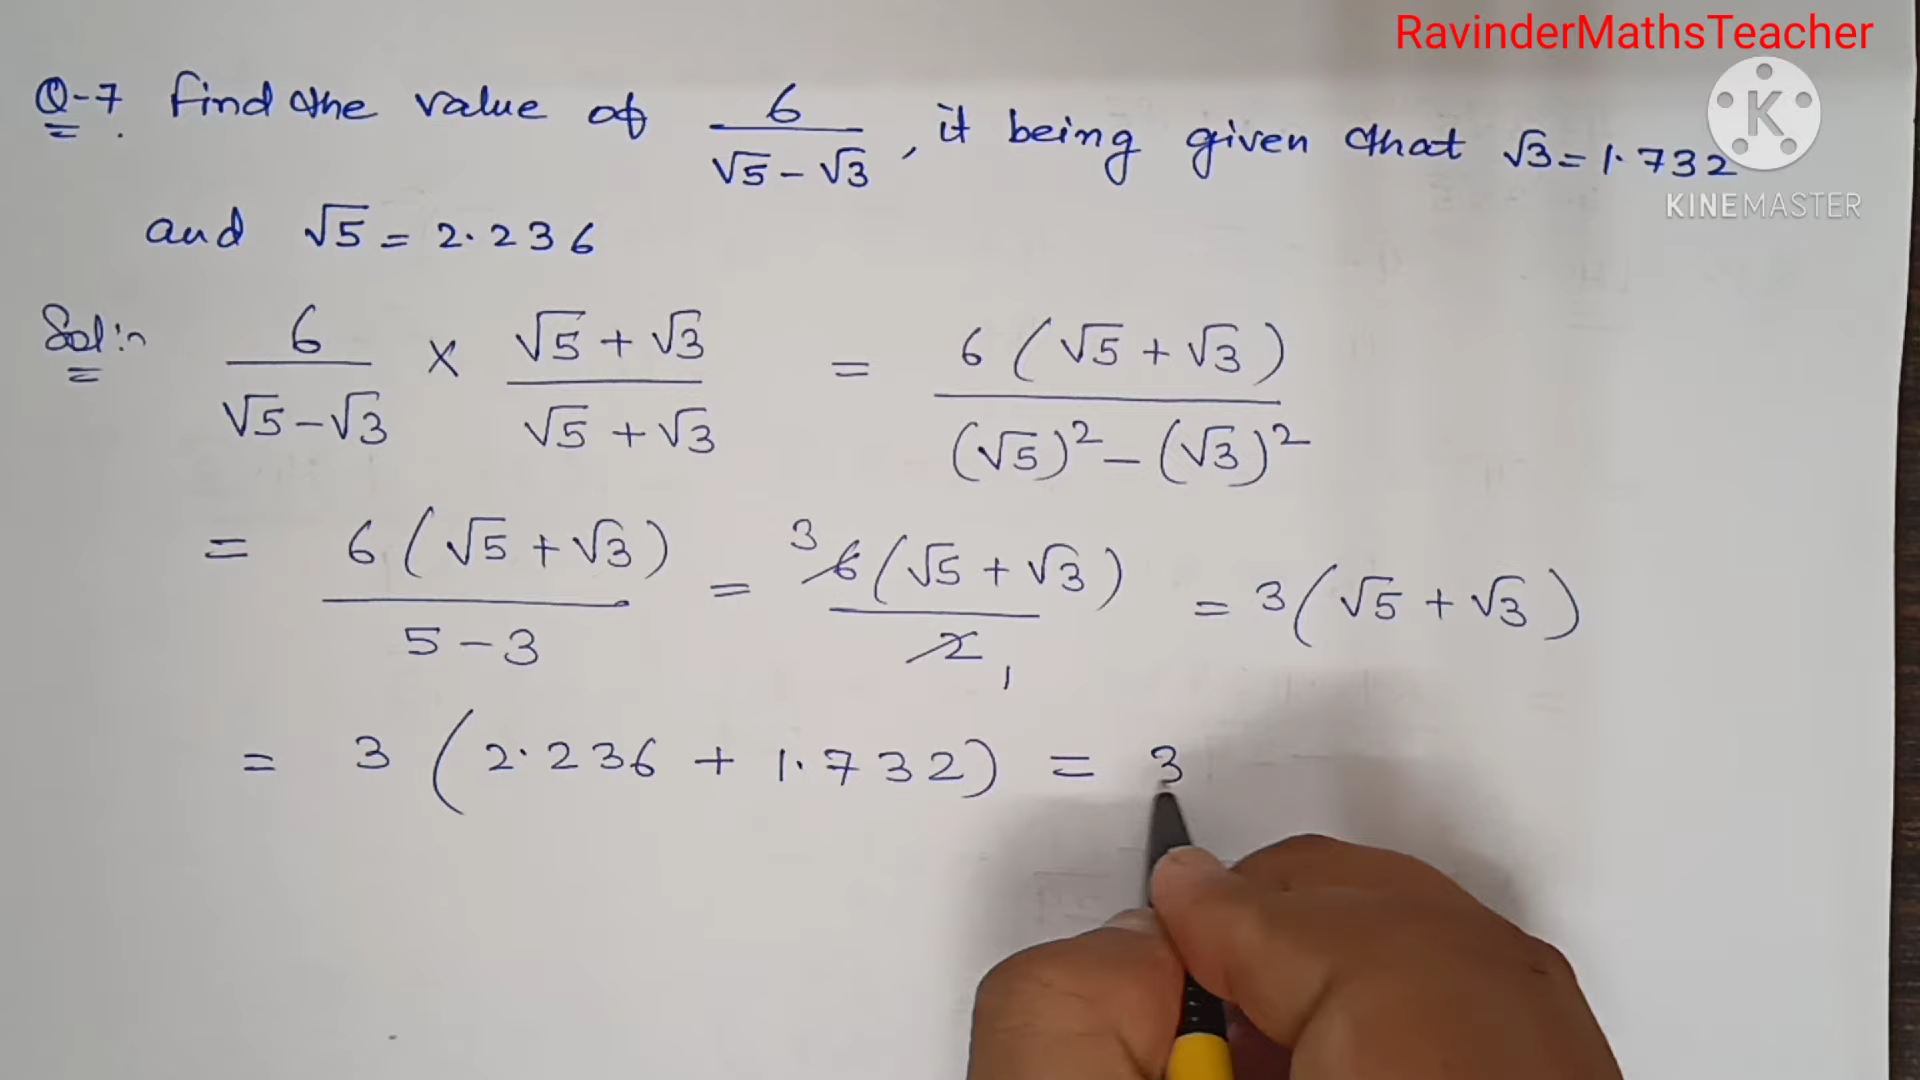 RavinderMathsTeacher
K
KINEMASTER
Q-7. find the value of 6/(√5-√3), it being given that √3=1.732
and √5=2.236
Sol:n 6/(√5-√3) × (√5+√3)/(√5+√3) = 6(√5+√3)/((√5)²-(√3)²)
= 6(√5+√3)/(5-3) = 3 6(√5+√3)/2 1 = 3(√5+√3)
= 3(2.236+1.732) = 3